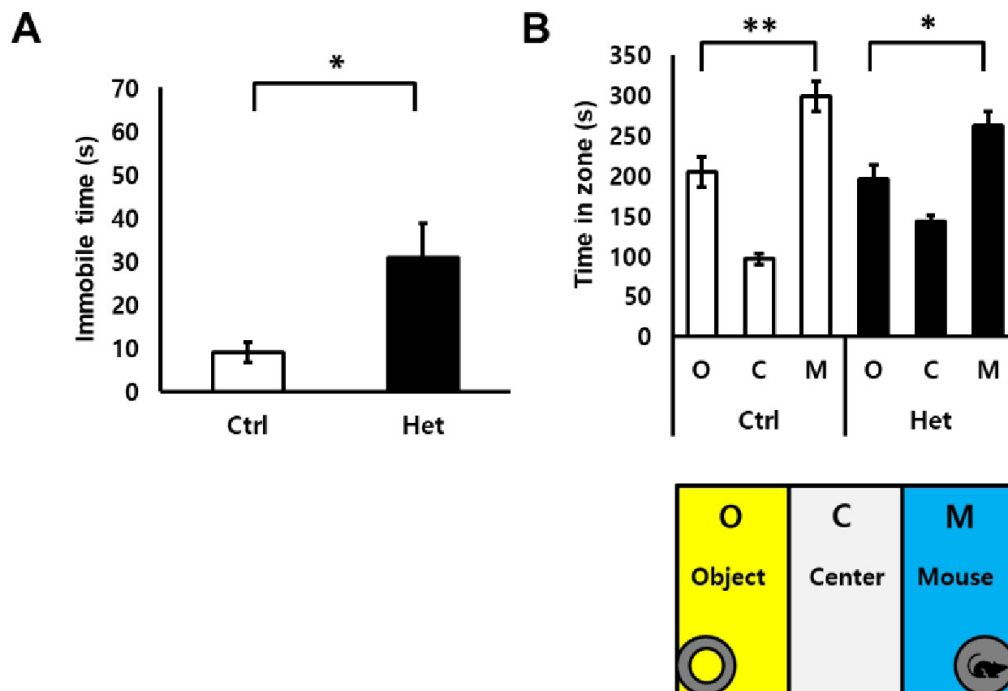 A
Immobile time (s)
70
60
50
40
30
20
10
0
*
Ctrl
Het
B
Time in zone (s)
350
300
250
200
150
100
50
0
**
*
O C M O C M
Ctrl Het
O C M
Object Center Mouse